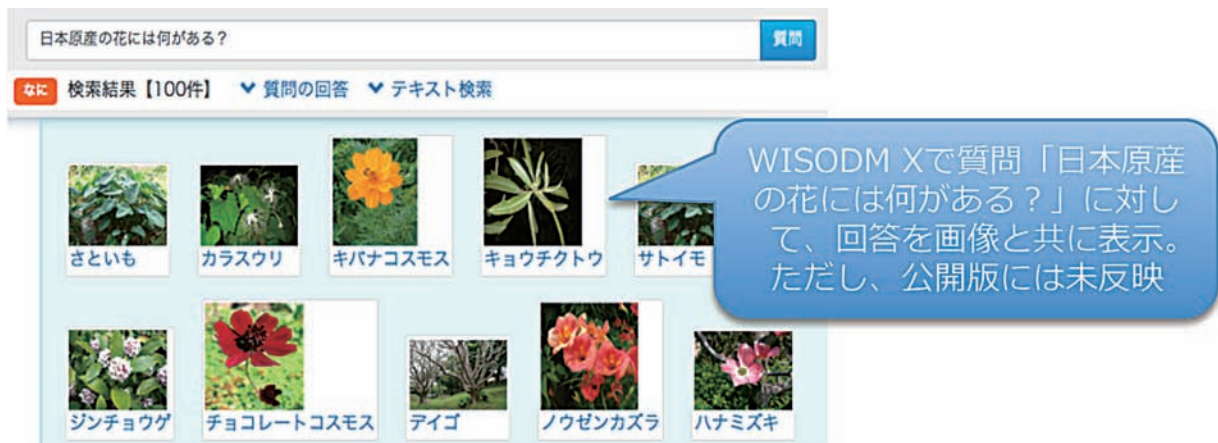 日本原産の花には何がある？
質問
なに 検索結果【100件】 質問の回答 テキスト検索
さといも
カラスウリ
キバナコスモス
キョウチクトウ
サトイモ
WISODM Xで質問「日本原産
の花には何がある？」に対し
て、回答を画像と共に表示。
ただし、公開版には未反映
ジンチョウゲ
チョコレートコスモス
デイゴ
ノウゼンカズラ
ハナミズキ